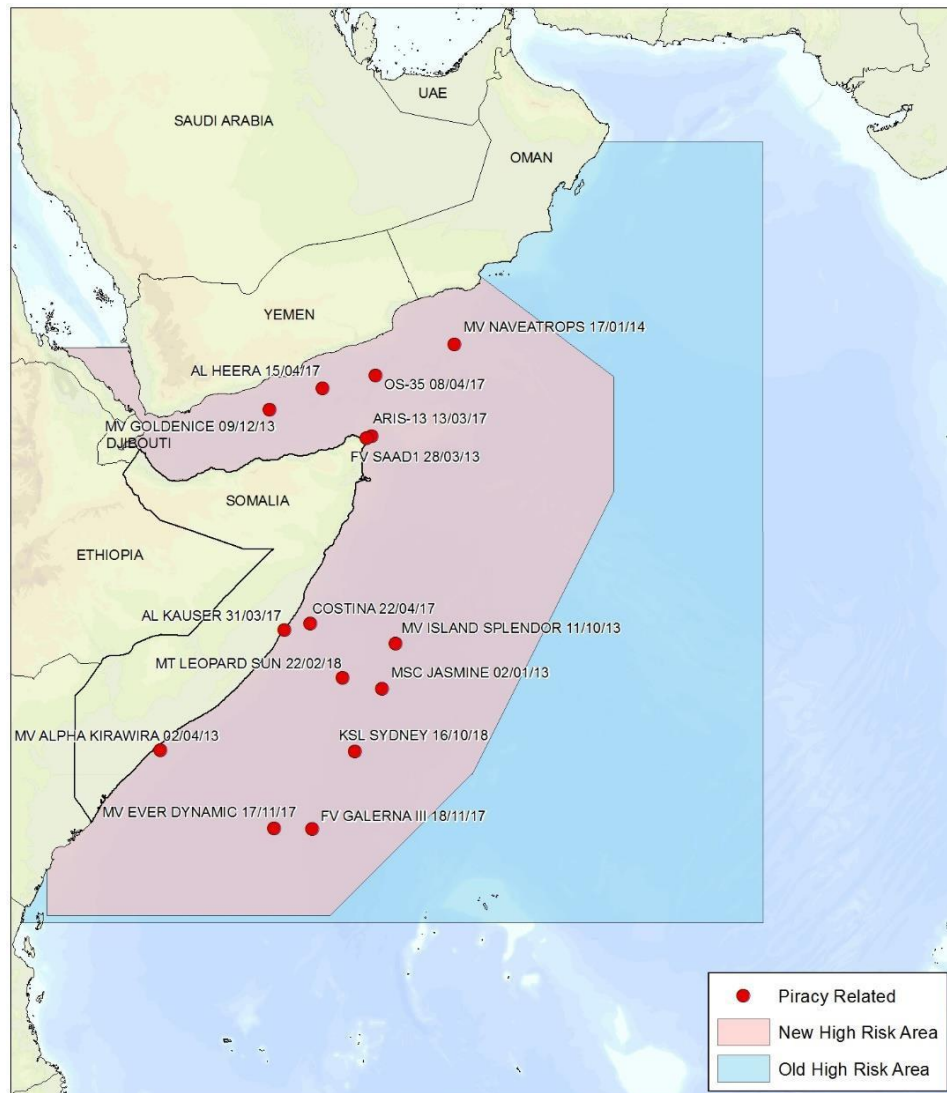 UAE
SAUDI ARABIA
OMAN
YEMEN
MV NAVEATROPS 17/01/14
AL HEERA 15/04/17
OS-35 08/04/17
ARIS-13 13/03/17
MV GOLDENICE 09/12/13
DJIBOUTI
FV SAAD1 28/03/13
SOMALIA
ETHIOPIA
COSTINA 22/04/17
AL KAUSER 31/03/17
MV ISLAND SPLENDOR 11/10/13
MT LEOPARD SUN 22/02/18
MSC JASMINE 02/01/13
MV ALPHA KIRAWIRA 02/04/13
KSL SYDNEY 16/10/18
MV EVER DYNAMIC 17/11/17
FV GALERNA III 18/11/17
Piracy Related
New High Risk Area
Old High Risk Area